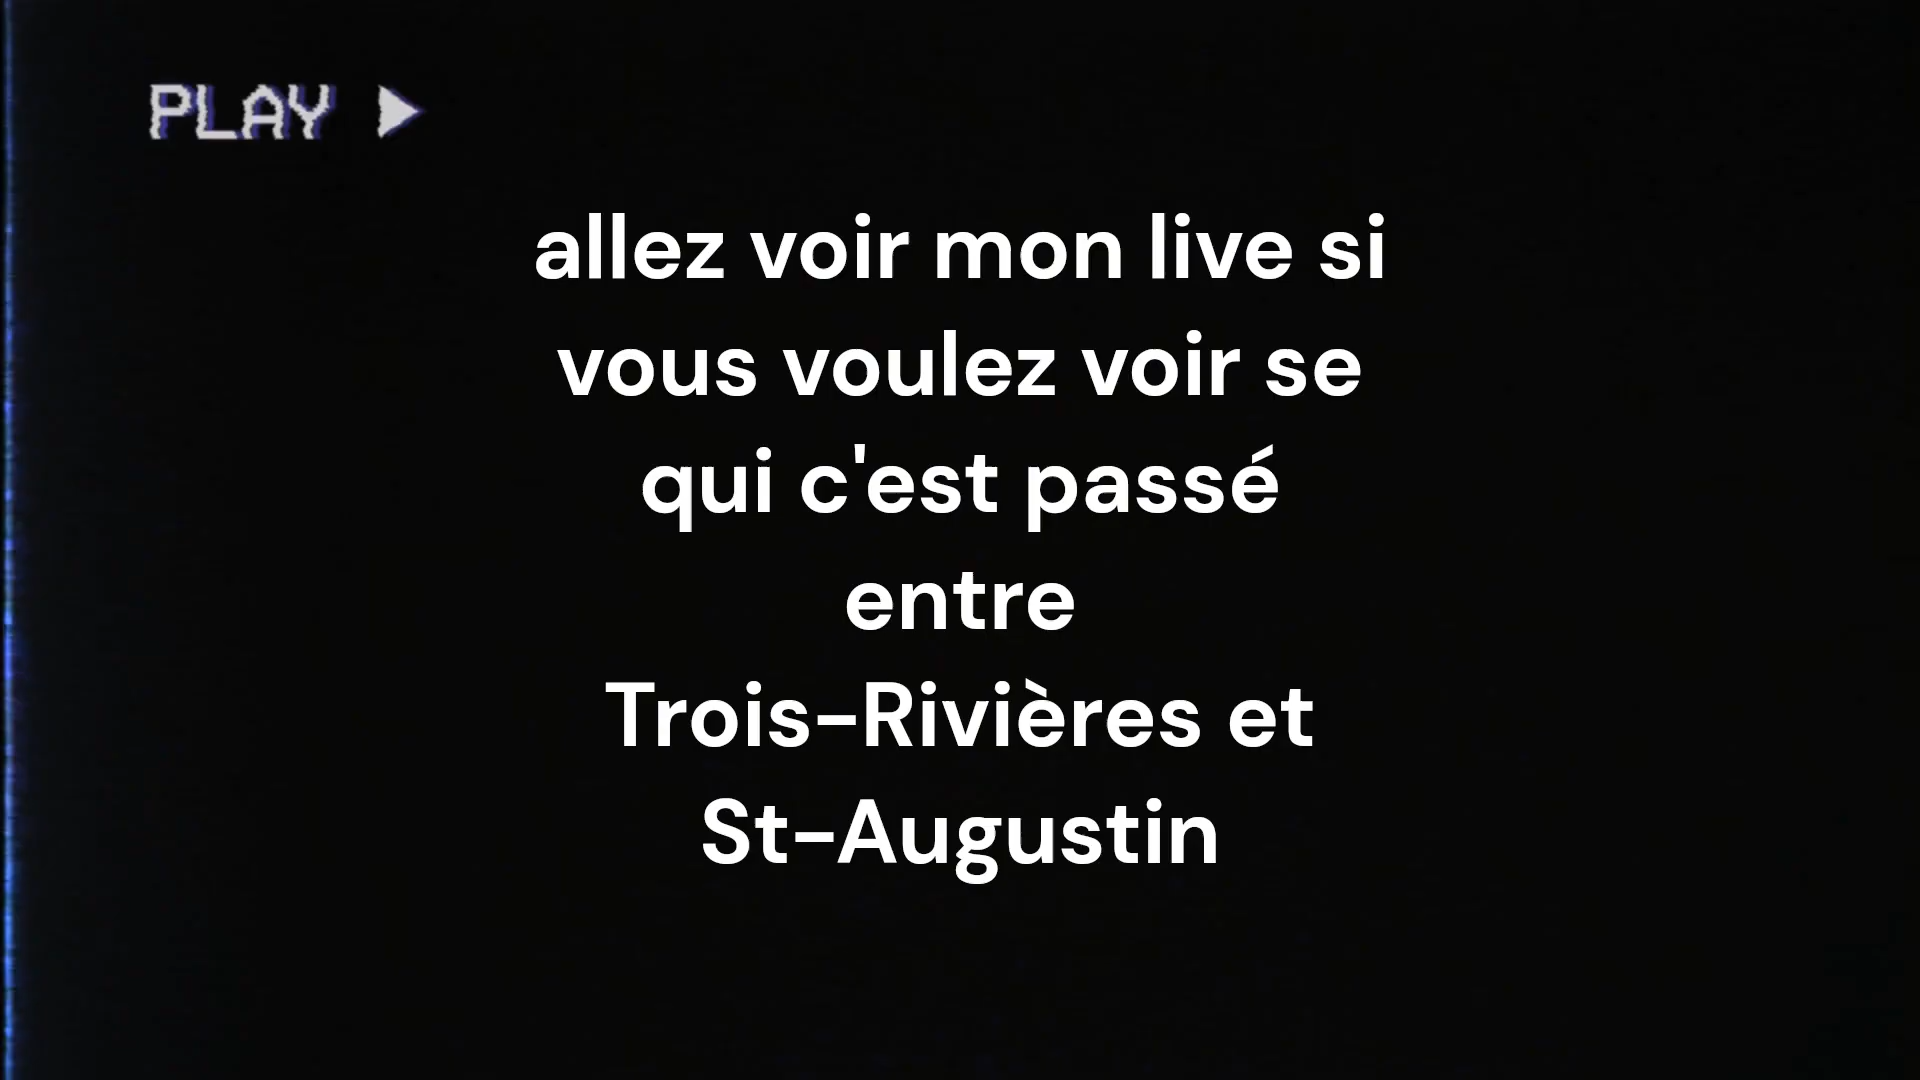 PLAY
allez voir mon live si
vous voulez voir se
qui c'est passé
entre
Trois-Rivières et
St-Augustin